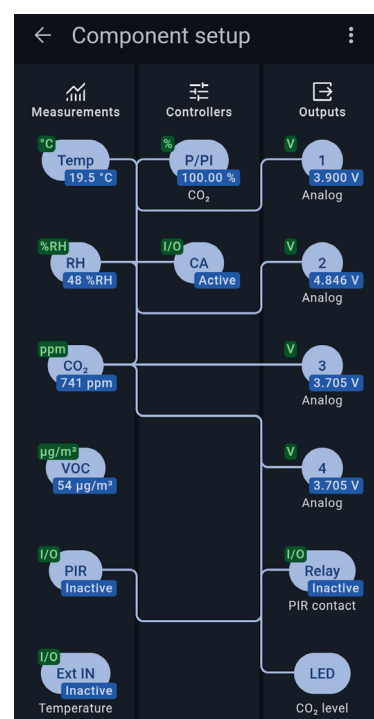 Component setup
Measurements Controllers Outputs
°C % V
Temp P/PI 1
19.5 °C 100.00 % 3.900 V
CO₂ Analog
%RH I/O V
RH CA 2
48 %RH Active 4.846 V
Analog
ppm V
CO₂ 3
741 ppm 3.705 V
Analog
µg/m³ V
VOC 4
54 µg/m³ 3.705 V
Analog
I/O I/O
PIR Relay
Inactive Inactive
PIR contact
I/O
Ext IN LED
Inactive
Temperature CO₂ level